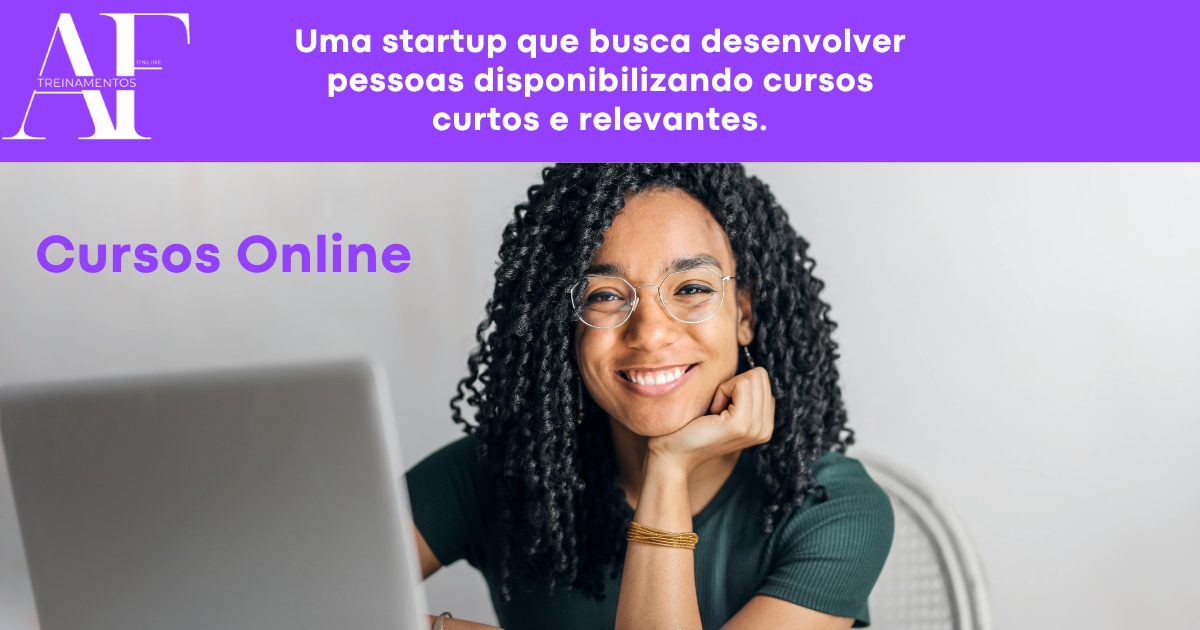 AF
ONLINE
TREINAMENTOS
Uma startup que busca desenvolver
pessoas disponibilizando cursos
curtos e relevantes.
Cursos Online